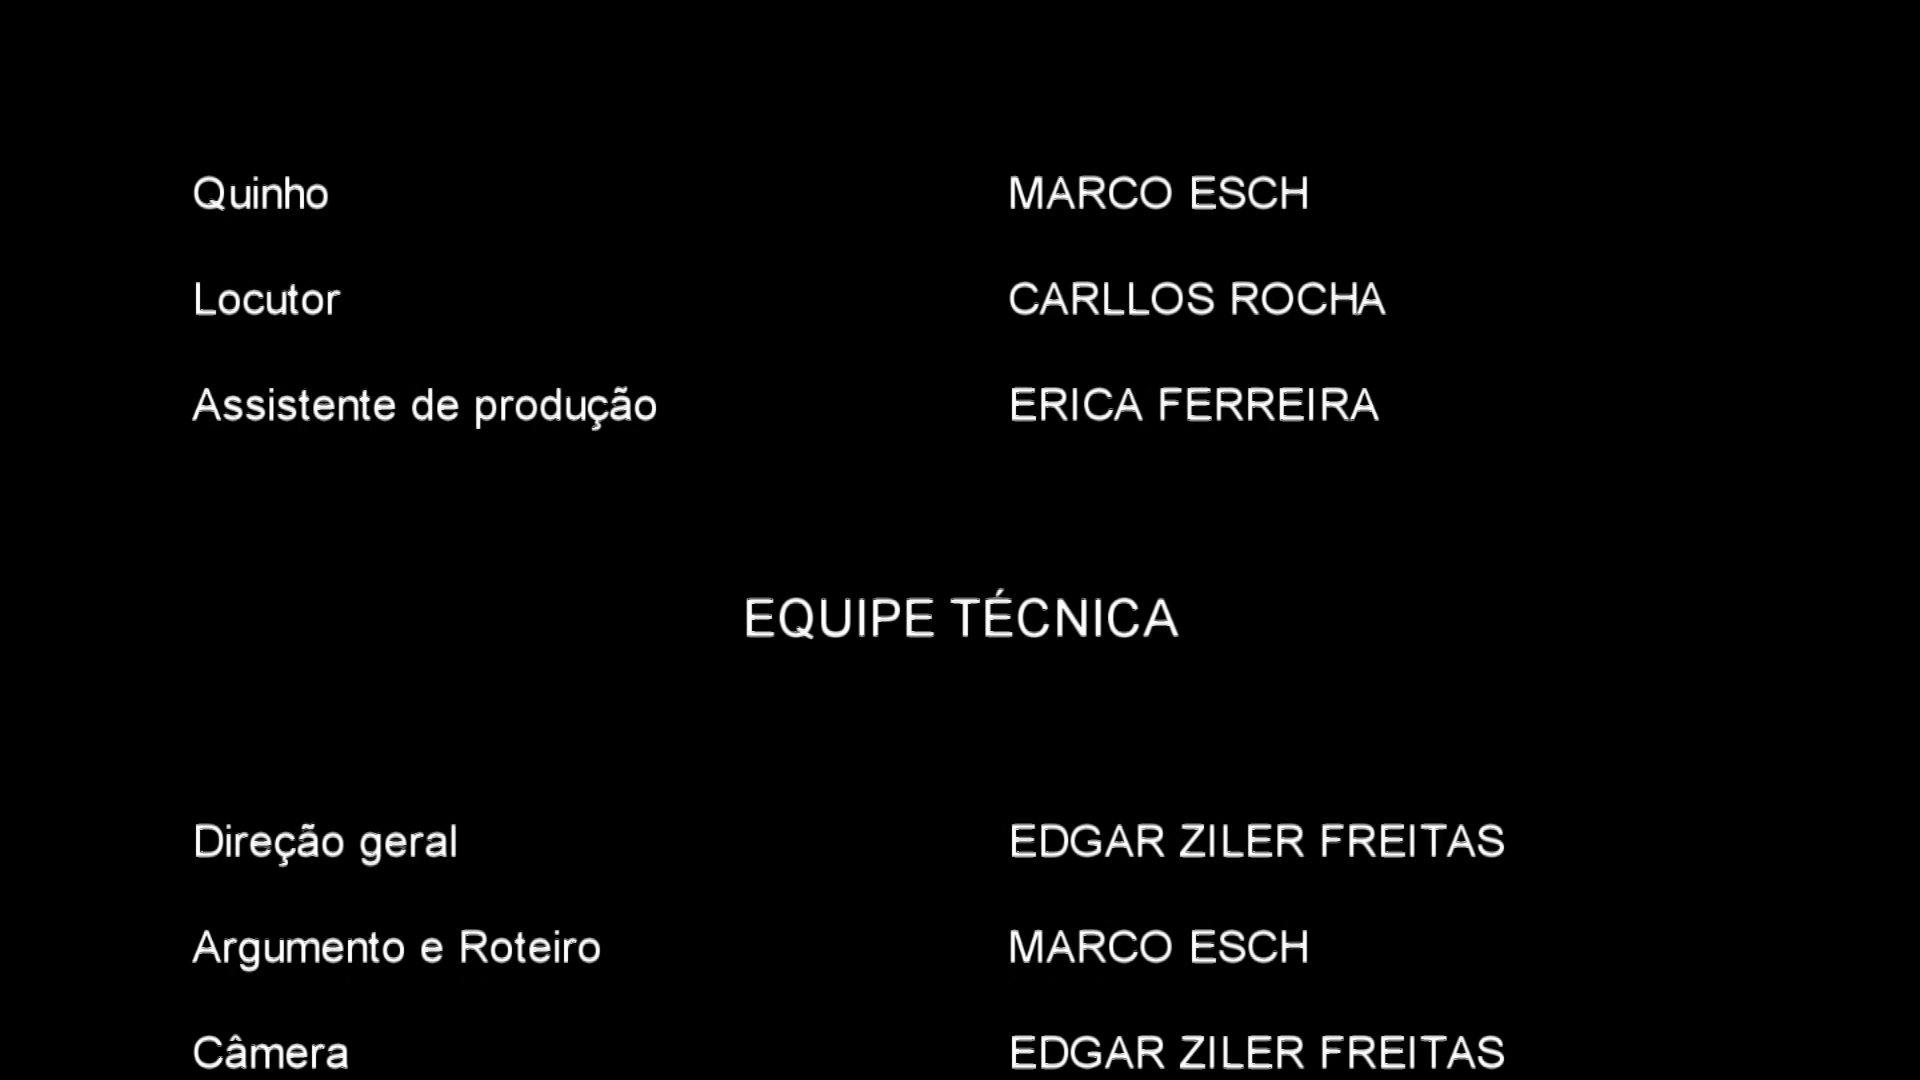 Quinho MARCO ESCH
Locutor CARLLOS ROCHA
Assistente de produção ERICA FERREIRA
EQUIPE TÉCNICA
Direção geral EDGAR ZILER FREITAS
Argumento e Roteiro MARCO ESCH
Câmera EDGAR ZILER FREITAS